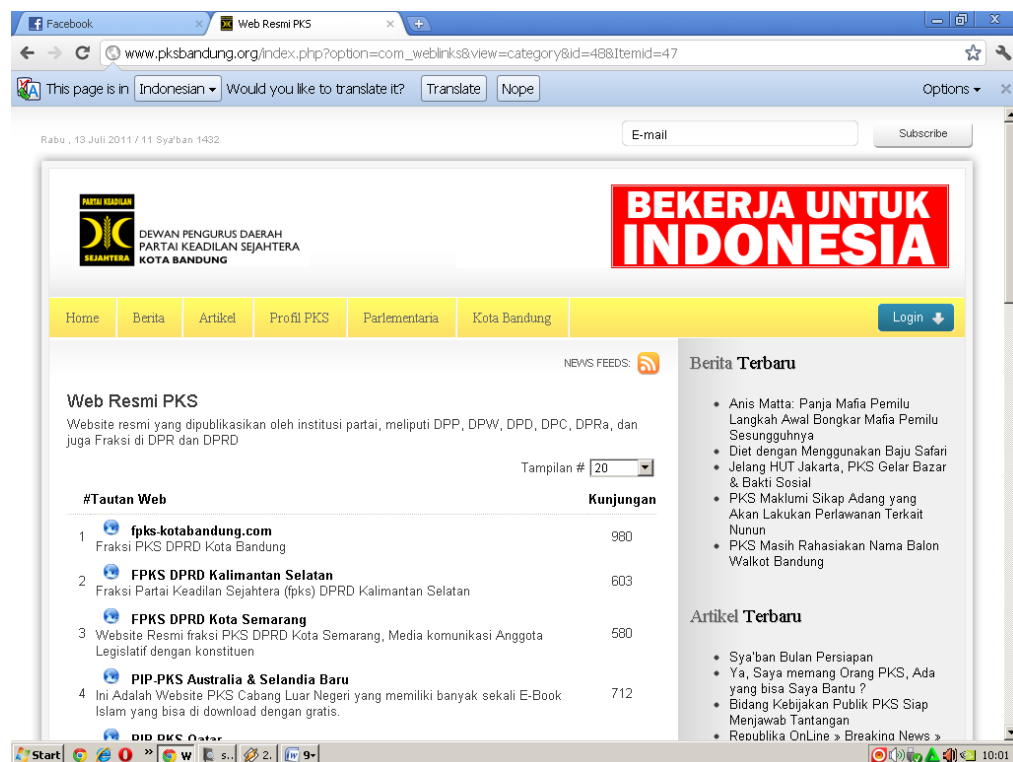 Facebook
Web Resmi PKS
www.pksbandung.org/index.php?option=com_weblinks&view=category&id=48&Itemid=47
This page is in Indonesian Would you like to translate it? Translate Nope Options
Rabu , 13 Juli 2011 / 11 Sya'ban 1432
E-mail
Subscribe
PARTAI KEADILAN
SEJAHTERA
DEWAN PENGURUS DAERAH
PARTAI KEADILAN SEJAHTERA
KOTA BANDUNG
BEKERJA UNTUK
INDONESIA
Home Berita Artikel Profil PKS Parlementaria Kota Bandung Login
NEWS FEEDS:
Web Resmi PKS
Website resmi yang dipublikasikan oleh institusi partai, meliputi DPP, DPW, DPD, DPC, DPRa, dan
juga Fraksi di DPR dan DPRD
Tampilan # 20
#Tautan Web Kunjungan
1 fpks-kotabandung.com 980
Fraksi PKS DPRD Kota Bandung
2 FPKS DPRD Kalimantan Selatan 603
Fraksi Partai Keadilan Sejahtera (fpks) DPRD Kalimantan Selatan
FPKS DPRD Kota Semarang
3 Website Resmi fraksi PKS DPRD Kota Semarang, Media komunikasi Anggota 580
Legislatif dengan konstituen
PIP-PKS Australia & Selandia Baru
4 Ini Adalah Website PKS Cabang Luar Negeri yang memiliki banyak sekali E-Book 712
Islam yang bisa di download dengan gratis.
PIP PKS Qatar
Berita Terbaru
Anis Matta: Panja Mafia Pemilu
Langkah Awal Bongkar Mafia Pemilu
Sesungguhnya
Diet dengan Menggunakan Baju Safari
Jelang HUT Jakarta, PKS Gelar Bazar
& Bakti Sosial
PKS Maklumi Sikap Adang yang
Akan Lakukan Perlawanan Terkait
Nunun
PKS Masih Rahasiakan Nama Balon
Walkot Bandung
Artikel Terbaru
Sya'ban Bulan Persiapan
Ya, Saya memang Orang PKS, Ada
yang bisa Saya Bantu ?
Bidang Kebijakan Publik PKS Siap
Menjawab Tantangan
Republika OnLine » Breaking News »
Start » w s.. 2. 9- 10:01